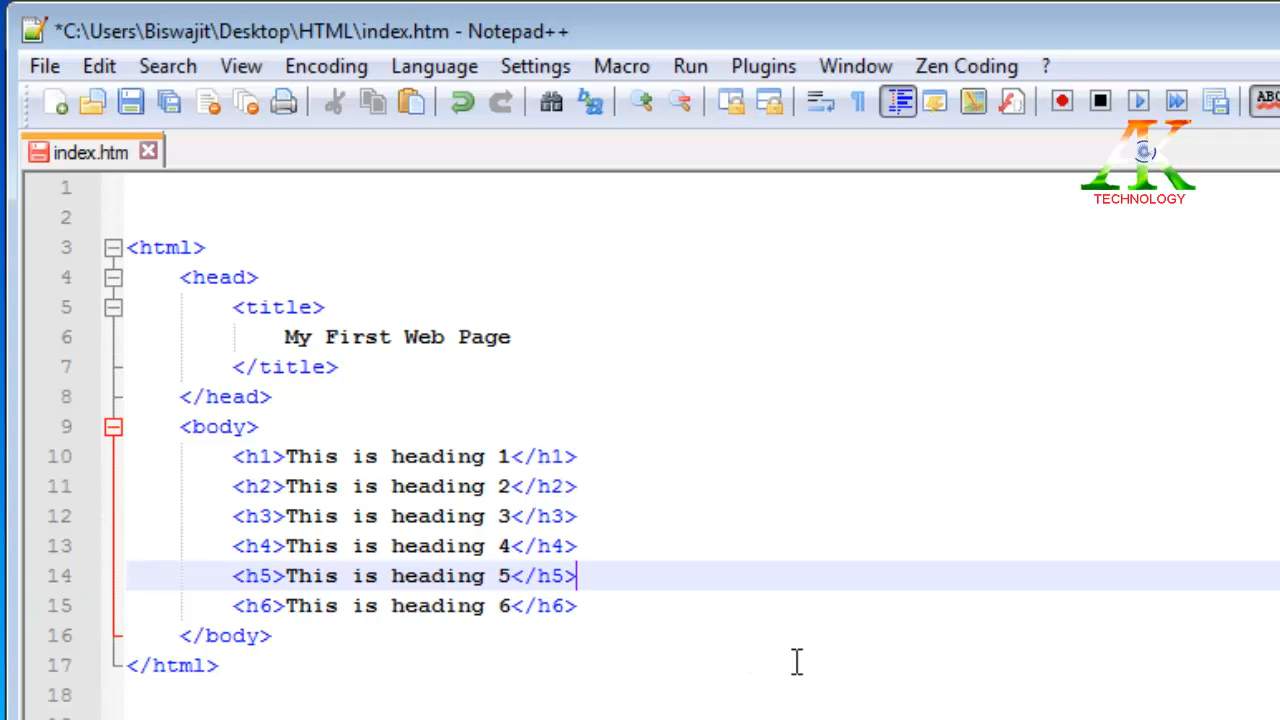 *C:\Users\Biswajit\Desktop\HTML\index.htm - Notepad++
File Edit Search View Encoding Language Settings Macro Run Plugins Window Zen Coding ?
ABC
index.htm
AK
TECHNOLOGY
1
2
3 <html>
4 <head>
5 <title>
6 My First Web Page
7 </title>
8 </head>
9 <body>
10 <h1>This is heading 1</h1>
11 <h2>This is heading 2</h2>
12 <h3>This is heading 3</h3>
13 <h4>This is heading 4</h4>
14 <h5>This is heading 5</h5>
15 <h6>This is heading 6</h6>
16 </body>
17 </html>
18